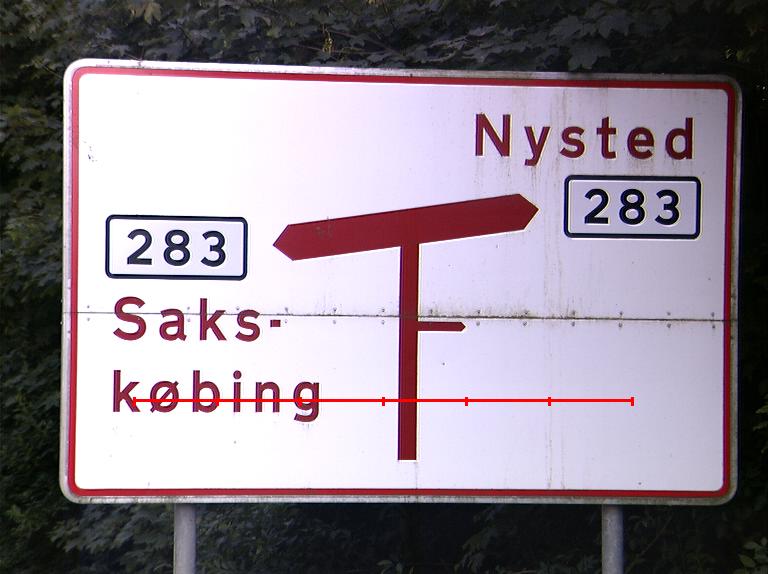 Nysted
283
283
Saks-
købing